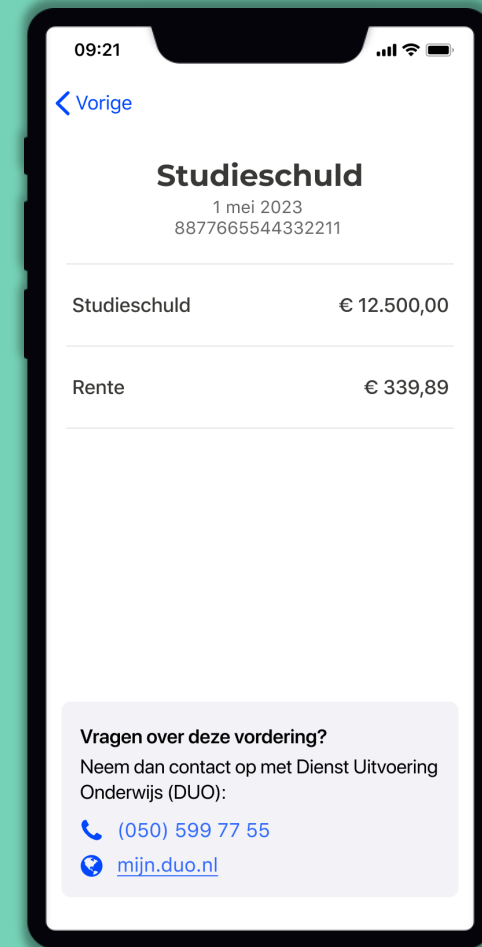 09:21
Vorige
Studieschuld
1 mei 2023
8877665544332211
Studieschuld € 12.500,00
Rente € 339,89
Vragen over deze vordering?
Neem dan contact op met Dienst Uitvoering
Onderwijs (DUO):
(050) 599 77 55
mijn.duo.nl